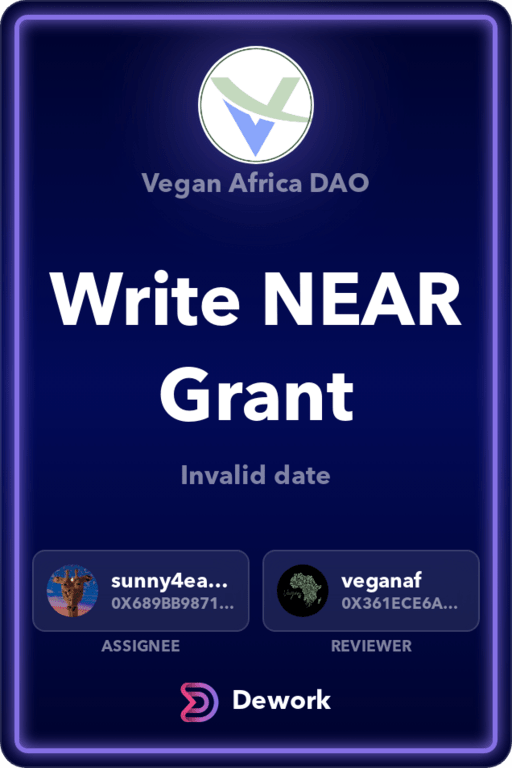 Vegan Africa DAO
Write NEAR
Grant
Invalid date
sunny4ea...
0X689BB9871...
veganaf
0X361ECE6A...
ASSIGNEE
REVIEWER
Dework